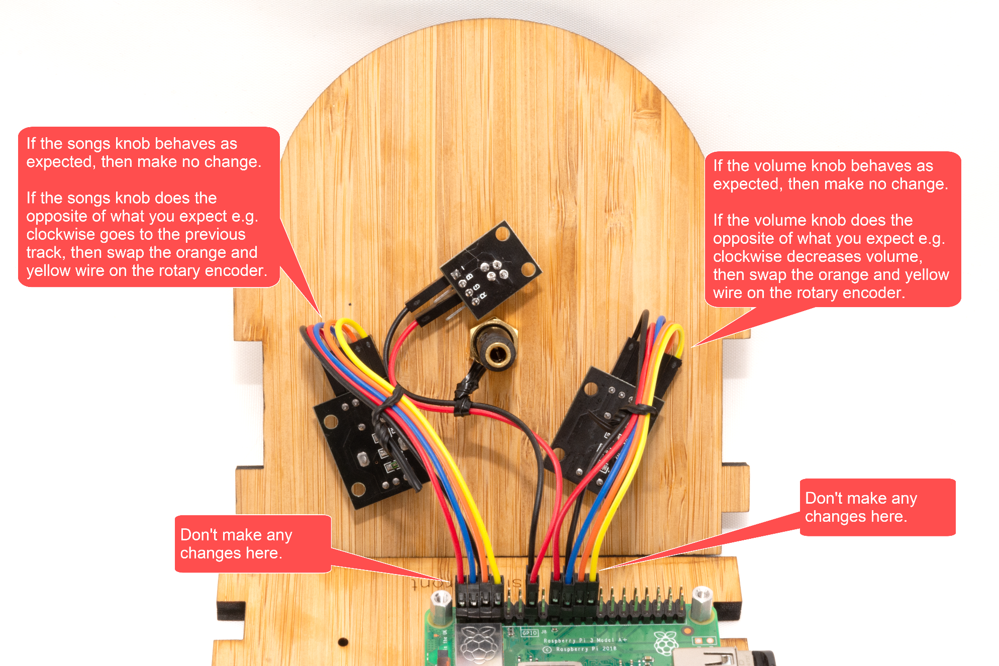 If the songs knob behaves as
expected, then make no change.
If the songs knob does the
opposite of what you expect e.g.
clockwise goes to the previous
track, then swap the orange and
yellow wire on the rotary encoder.
If the volume knob behaves as
expected, then make no change.
If the volume knob does the
opposite of what you expect e.g.
clockwise decreases volume,
then swap the orange and yellow
wire on the rotary encoder.
- B G R
Don't make any
changes here.
Don't make any
changes here.
GPIO J8
Raspberry Pi 3 Model A+
© Raspberry Pi 2018
in the UK